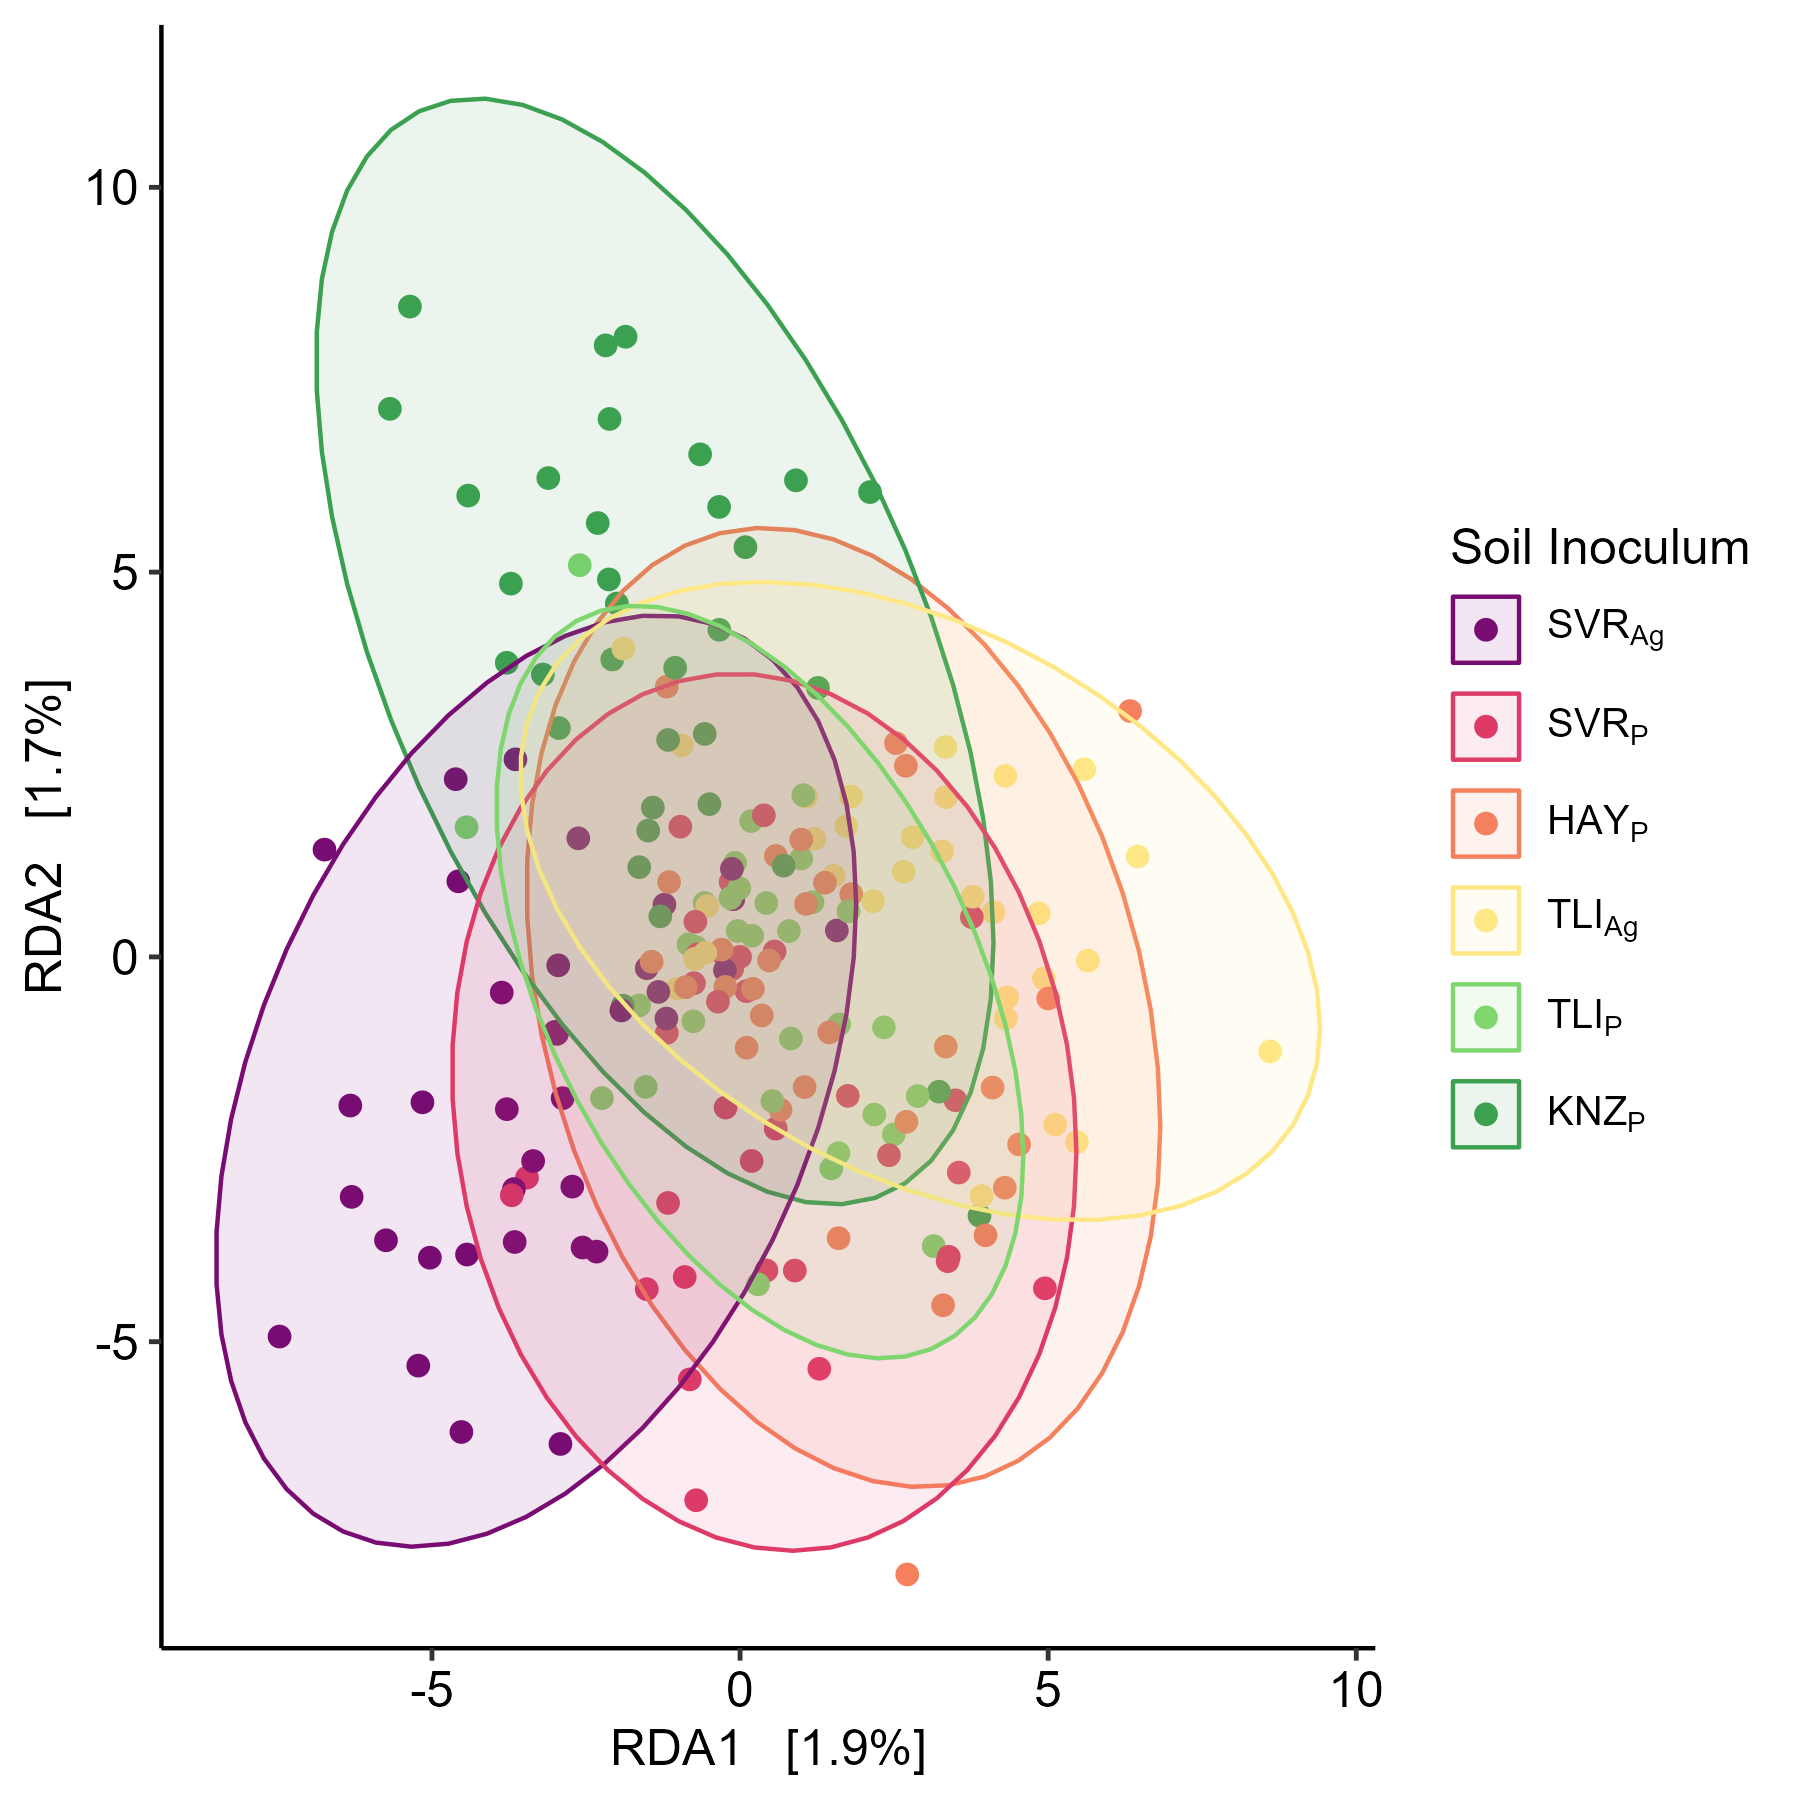 10
5
0
-5
RDA2 [1.7%]
-5 0 5 10
RDA1 [1.9%]
Soil Inoculum
SVRAg
SVRP
HAYP
TLIAg
TLIP
KNZP